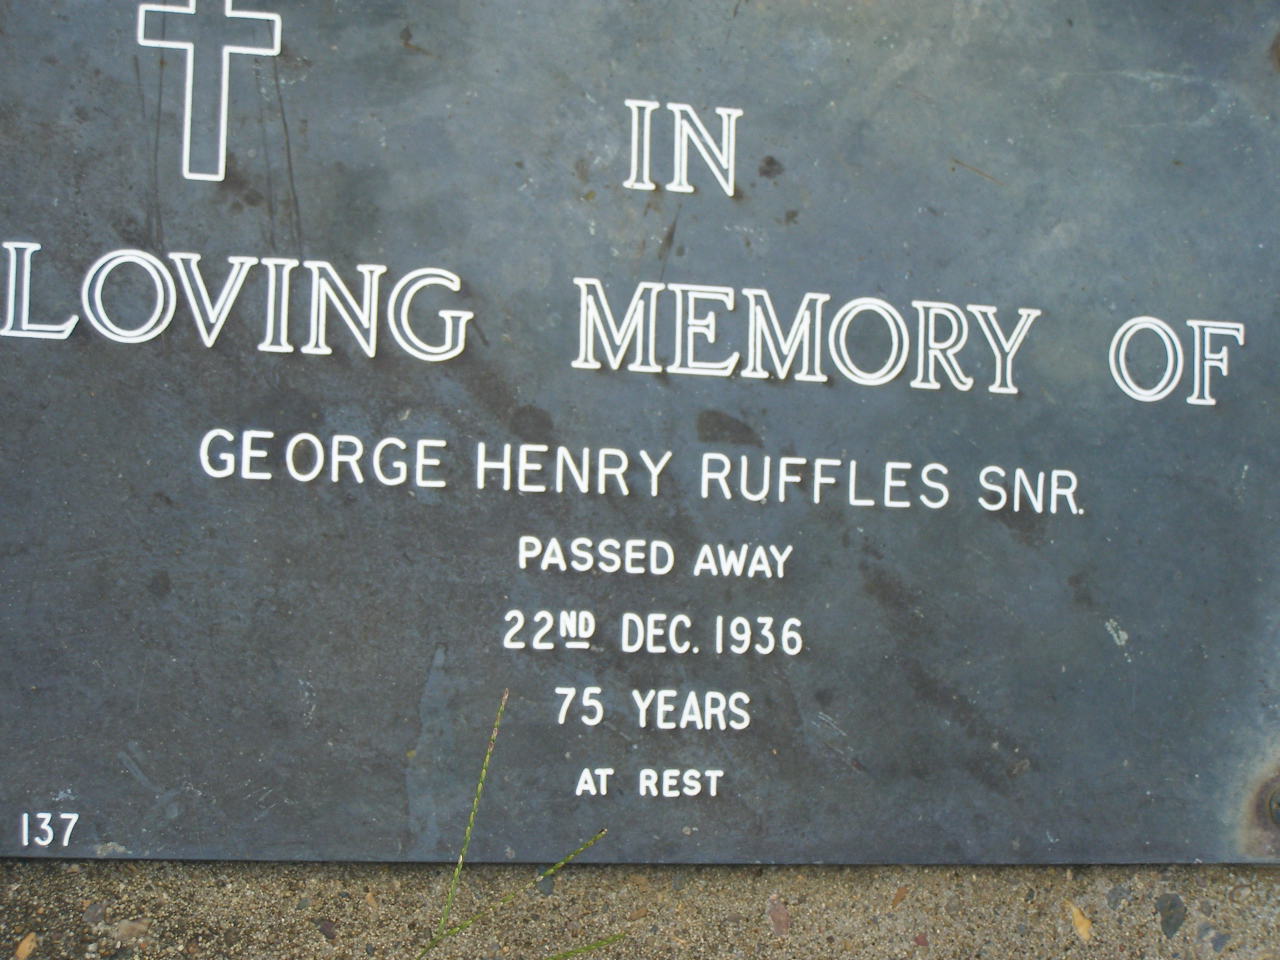 IN
LOVING MEMORY OF
GEORGE HENRY RUFFLES SNR.
PASSED AWAY
22ND DEC. 1936
75 YEARS
AT REST
137